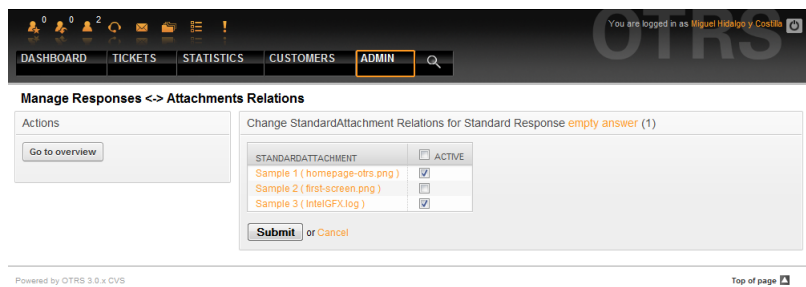 OTRS
0 0 2 !
You are logged in as Miguel Hidalgo y Costilla
DASHBOARD TICKETS STATISTICS CUSTOMERS ADMIN
Manage Responses <-> Attachments Relations
Actions
Go to overview
Change StandardAttachment Relations for Standard Response empty answer (1)
STANDARDATTACHMENT ACTIVE
Sample 1 ( homepage-otrs.png )
Sample 2 ( first-screen.png )
Sample 3 ( IntelGFX.log )
Submit or Cancel
Powered by OTRS 3.0.x CVS
Top of page